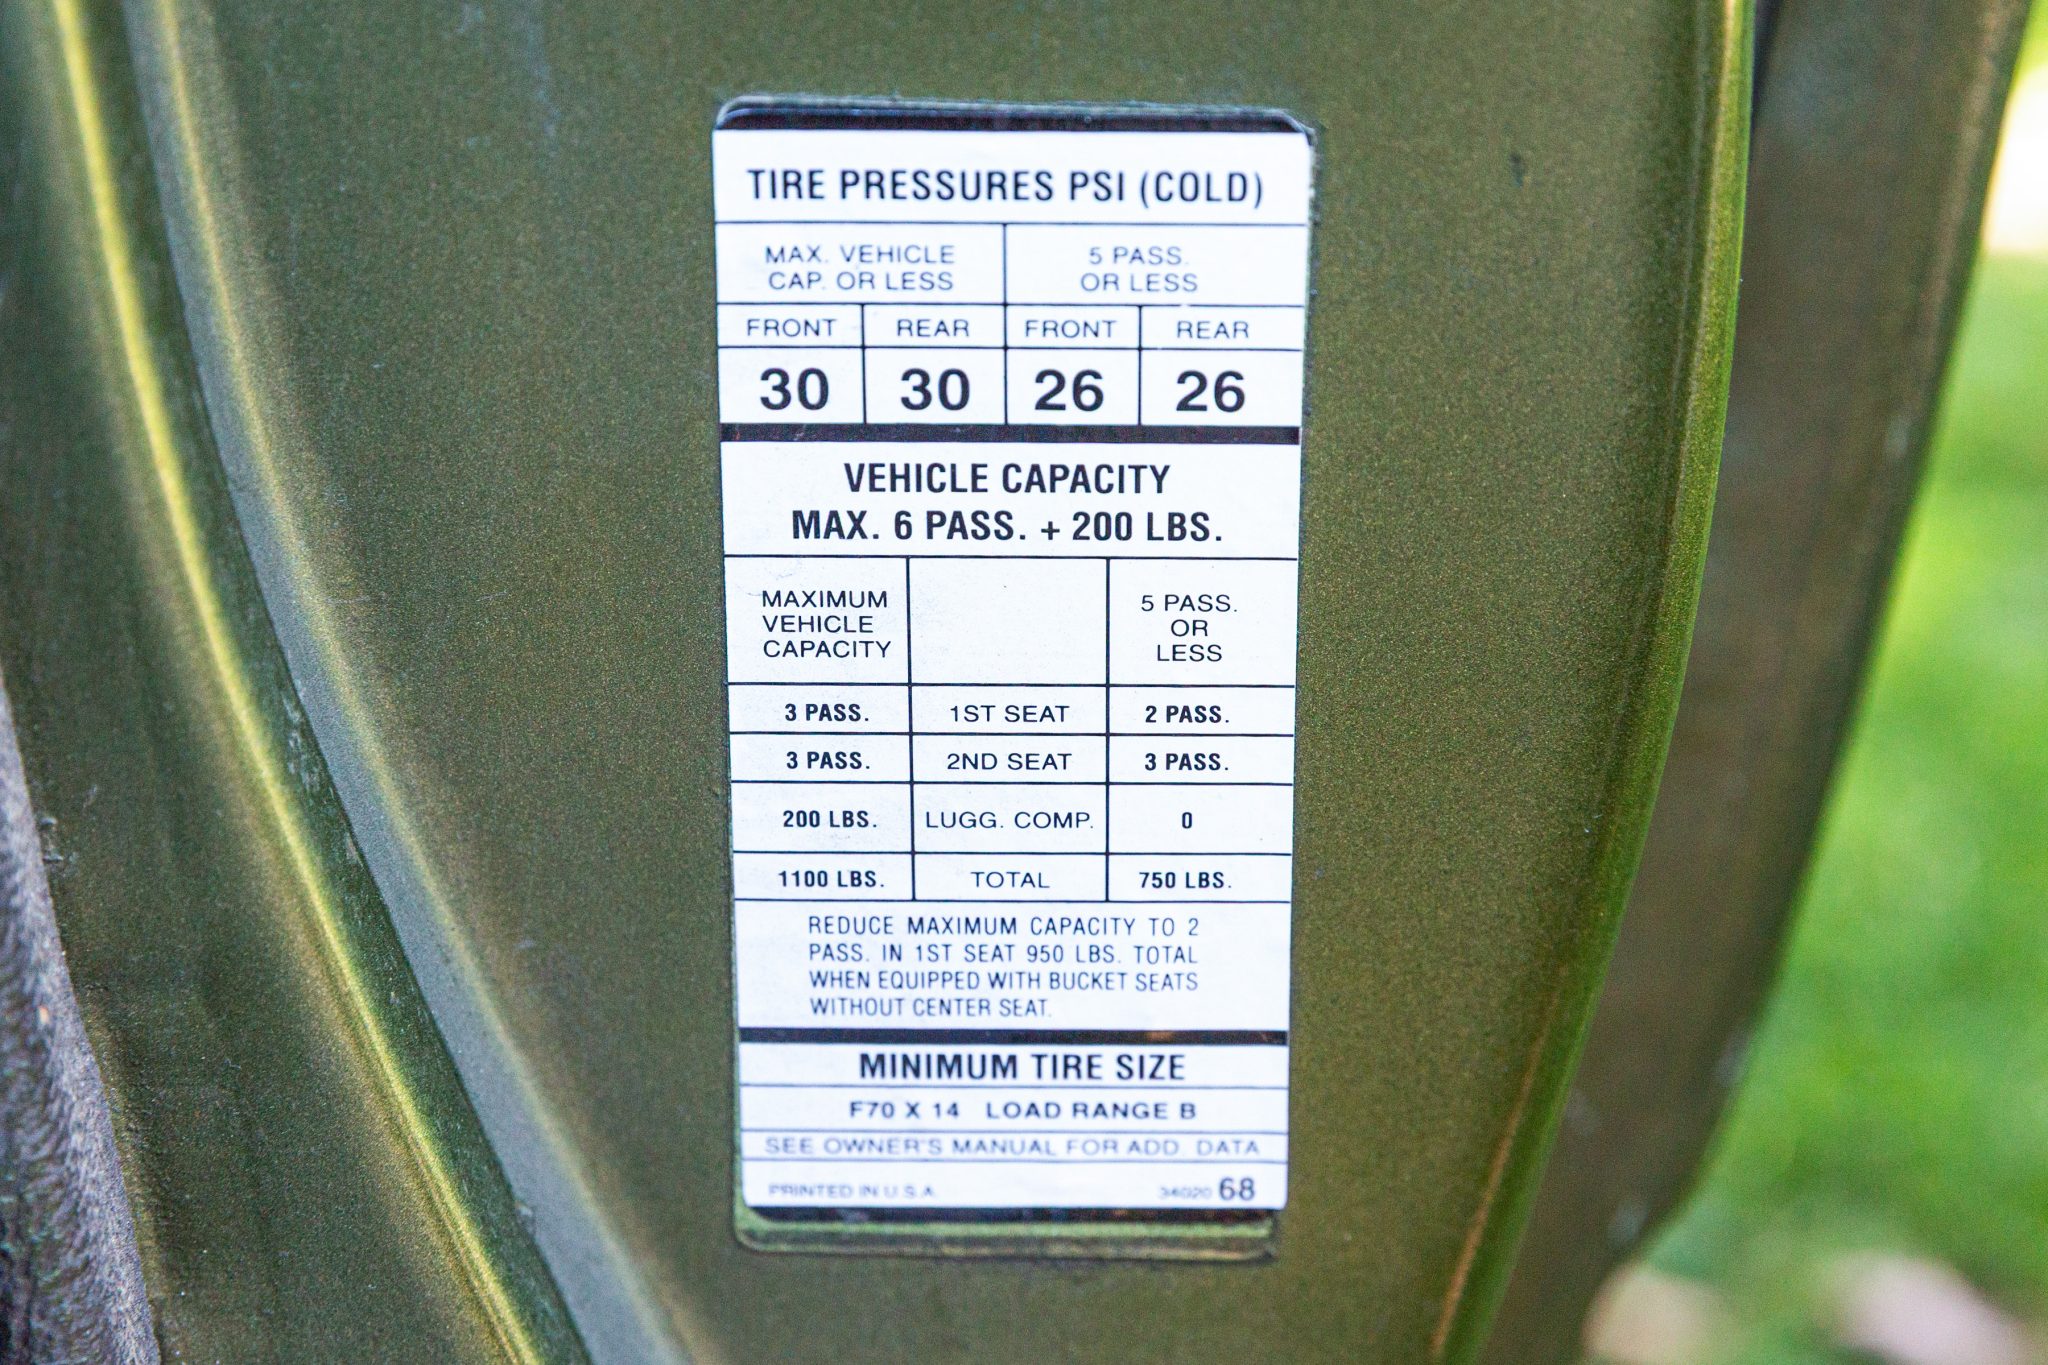 TIRE PRESSURES PSI (COLD)
MAX. VEHICLE CAP. OR LESS
5 PASS. OR LESS
FRONT REAR FRONT REAR
30 30 26 26
VEHICLE CAPACITY
MAX. 6 PASS. + 200 LBS.
MAXIMUM VEHICLE CAPACITY
5 PASS. OR LESS
3 PASS. 1ST SEAT 2 PASS.
3 PASS. 2ND SEAT 3 PASS.
200 LBS. LUGG. COMP. 0
1100 LBS. TOTAL 750 LBS.
REDUCE MAXIMUM CAPACITY TO 2
PASS. IN 1ST SEAT 950 LBS. TOTAL
WHEN EQUIPPED WITH BUCKET SEATS
WITHOUT CENTER SEAT.
MINIMUM TIRE SIZE
F70 X 14 LOAD RANGE B
SEE OWNER'S MANUAL FOR ADD. DATA
PRINTED IN U.S.A. 34020 68